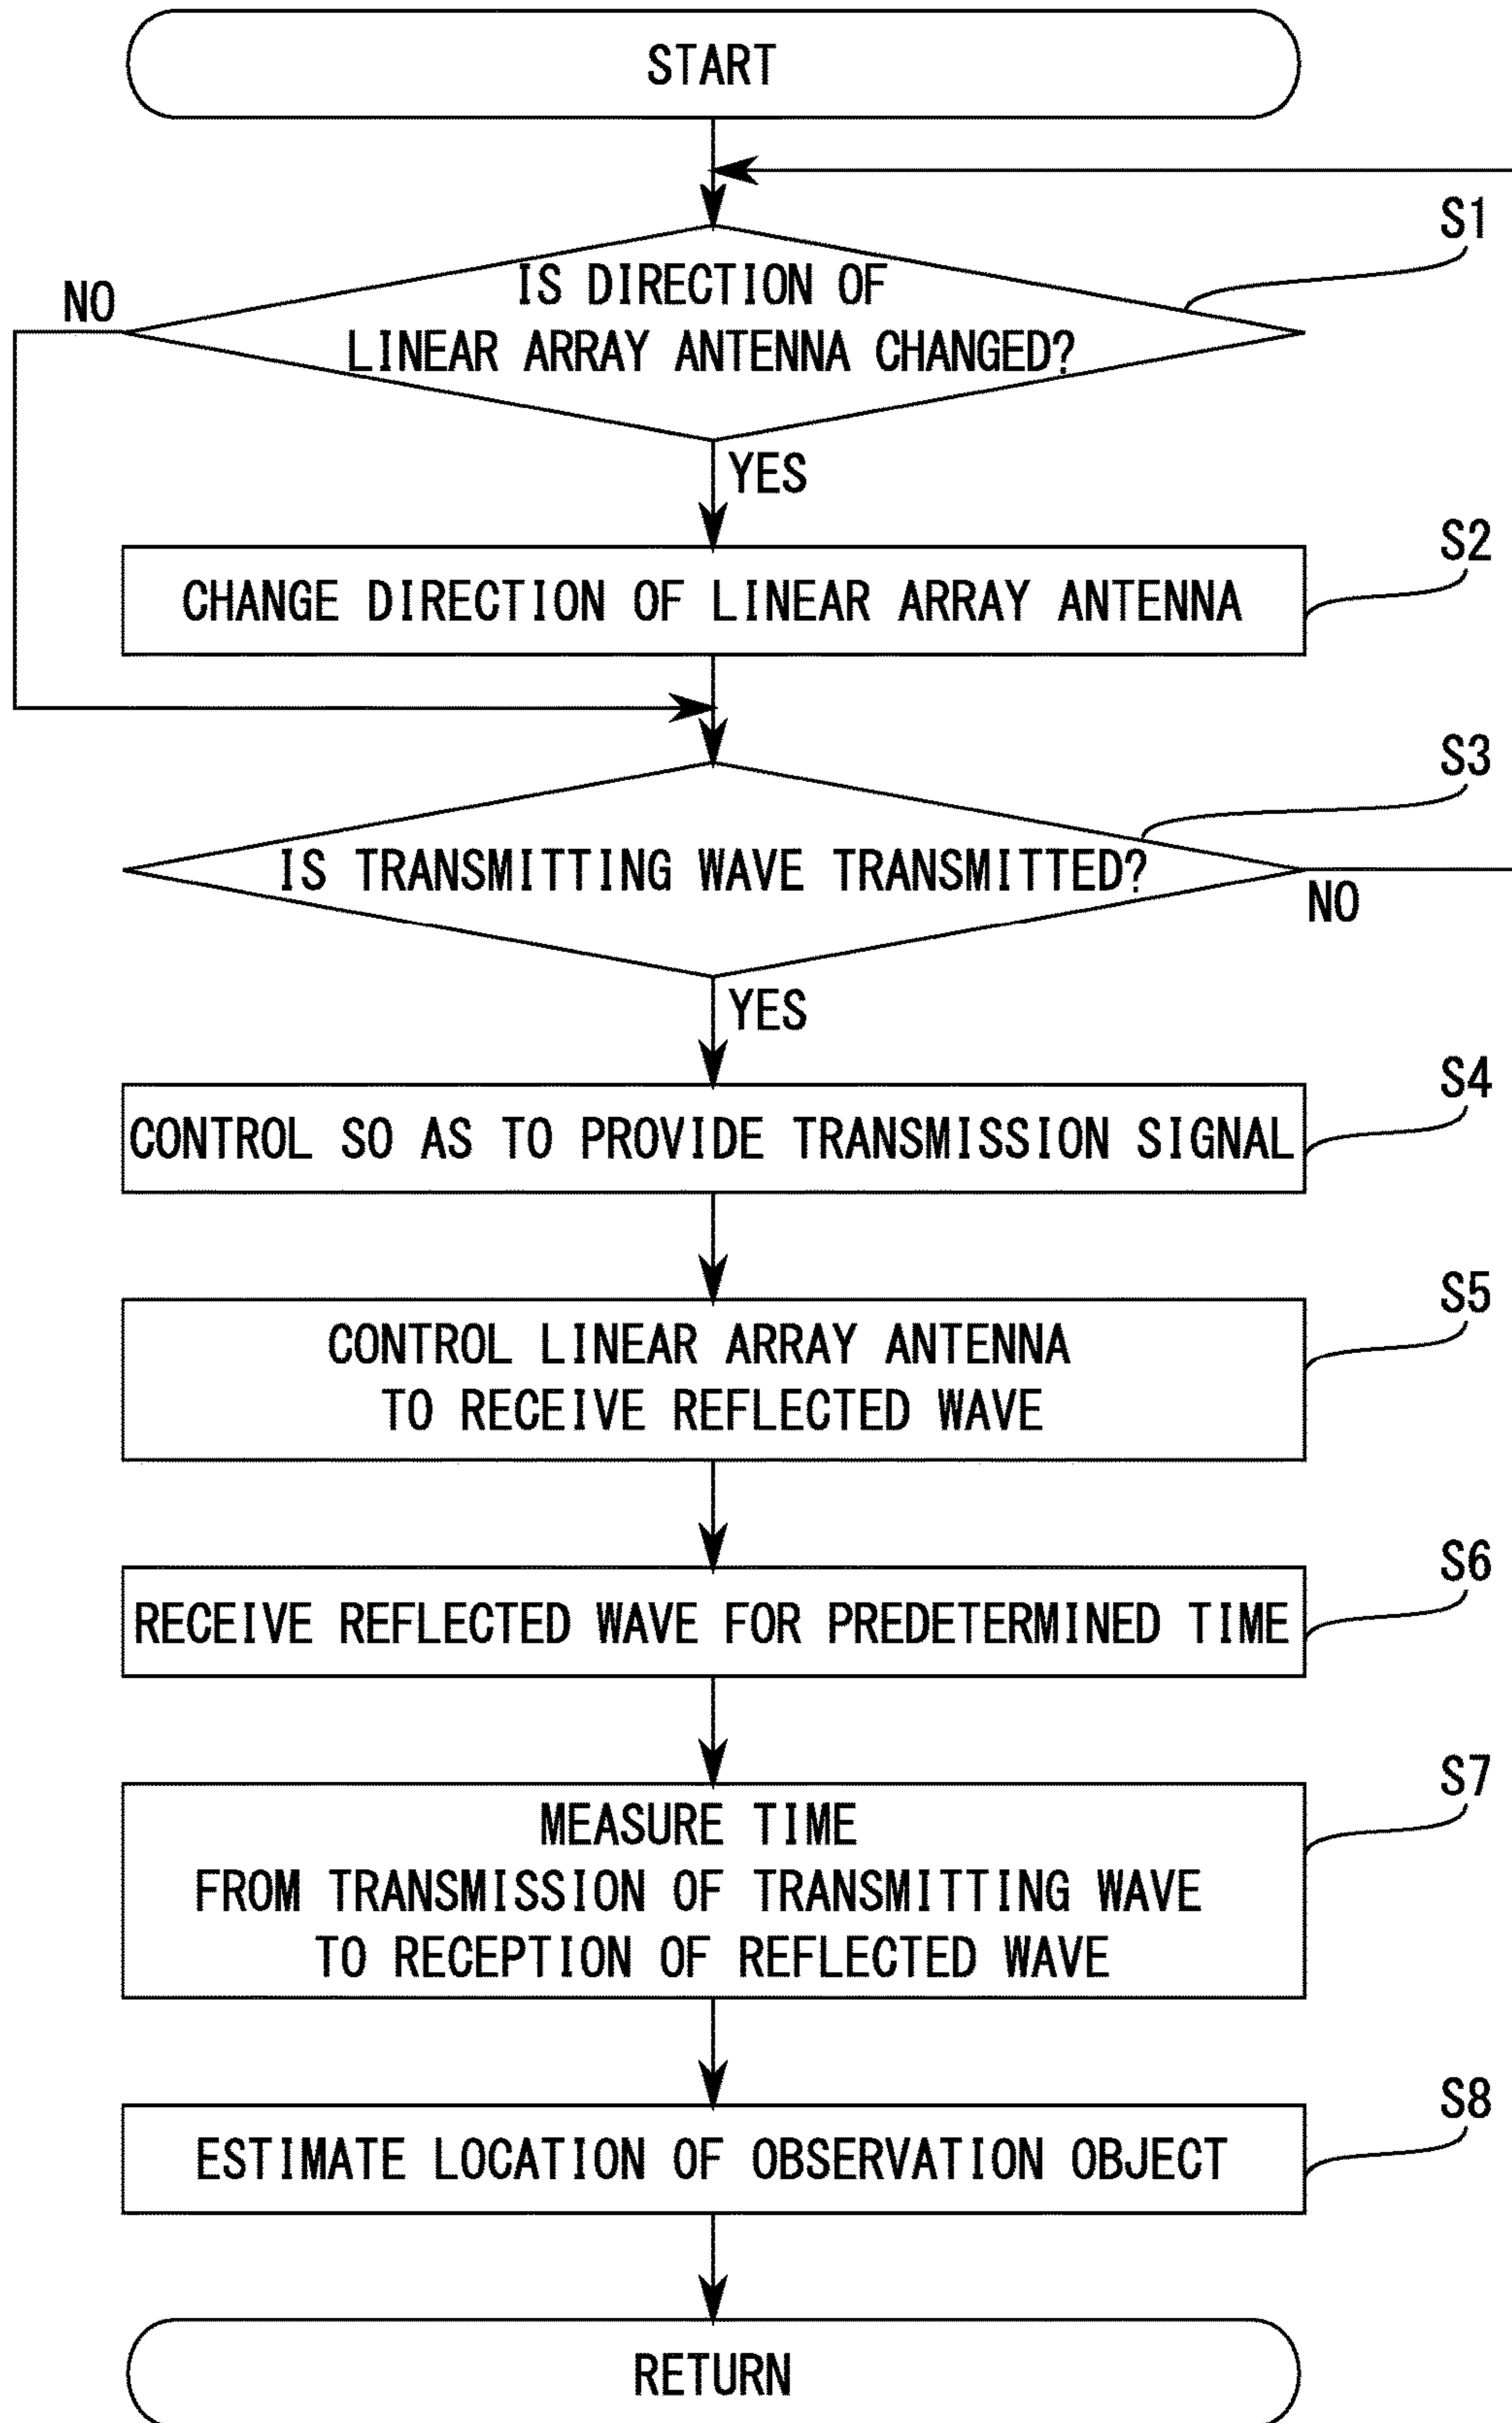 START
S1
IS DIRECTION OF
LINEAR ARRAY ANTENNA CHANGED?
NO
YES
S2
CHANGE DIRECTION OF LINEAR ARRAY ANTENNA
S3
IS TRANSMITTING WAVE TRANSMITTED?
NO
YES
S4
CONTROL SO AS TO PROVIDE TRANSMISSION SIGNAL
S5
CONTROL LINEAR ARRAY ANTENNA
TO RECEIVE REFLECTED WAVE
S6
RECEIVE REFLECTED WAVE FOR PREDETERMINED TIME
S7
MEASURE TIME
FROM TRANSMISSION OF TRANSMITTING WAVE
TO RECEPTION OF REFLECTED WAVE
S8
ESTIMATE LOCATION OF OBSERVATION OBJECT
RETURN